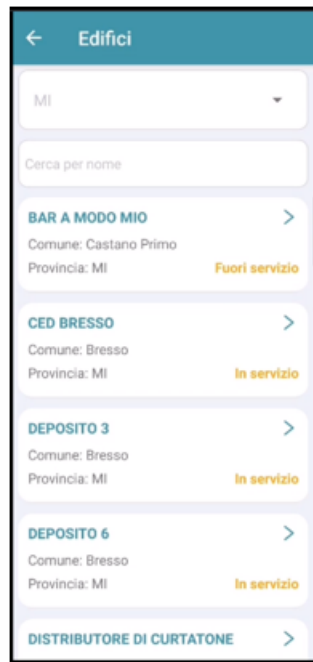 Edifici
MI
Cerca per nome
BAR A MODO MIO
Comune: Castano Primo
Provincia: MI Fuori servizio
CED BRESSO
Comune: Bresso
Provincia: MI In servizio
DEPOSITO 3
Comune: Bresso
Provincia: MI In servizio
DEPOSITO 6
Comune: Bresso
Provincia: MI In servizio
DISTRIBUTORE DI CURTATONE